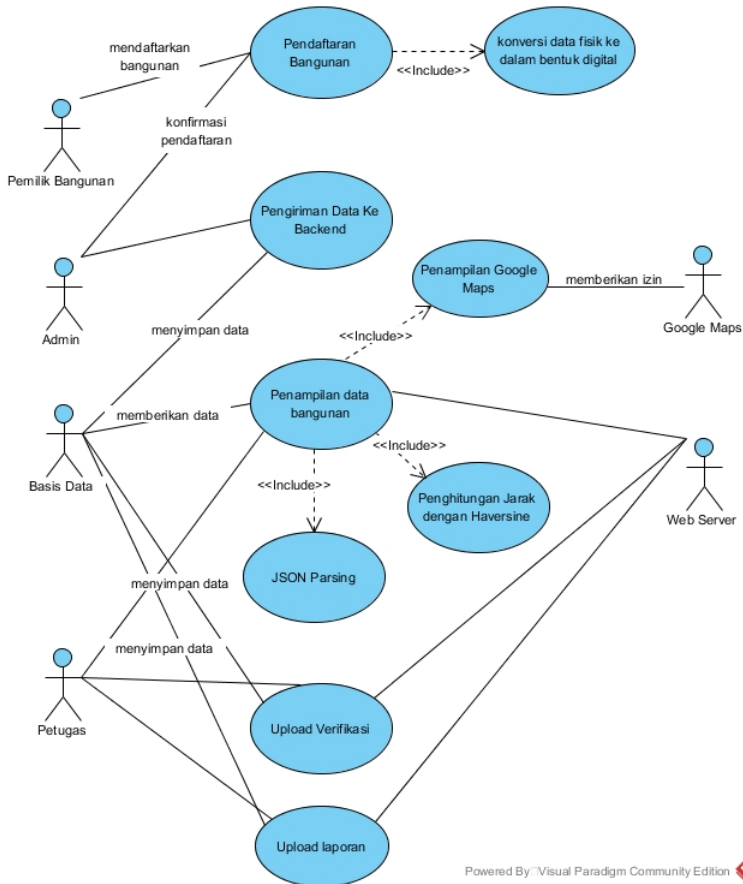 mendaftarkan
bangunan
Pendaftaran
Bangunan
<<Include>>
konversi data fisik ke
dalam bentuk digital
konfirmasi
pendaftaran
Pemilik Bangunan
Pengiriman Data Ke
Backend
Admin
Penampilan Google
Maps
memberikan izin
Google Maps
menyimpan data
<<Include>>
Penampilan data
bangunan
memberikan data
Basis Data
<<Include>>
<<Include>>
Penghitungan Jarak
dengan Haversine
Web Server
JSON Parsing
menyimpan data
menyimpan data
Petugas
Upload Verifikasi
Upload laporan
Powered By Visual Paradigm Community Edition